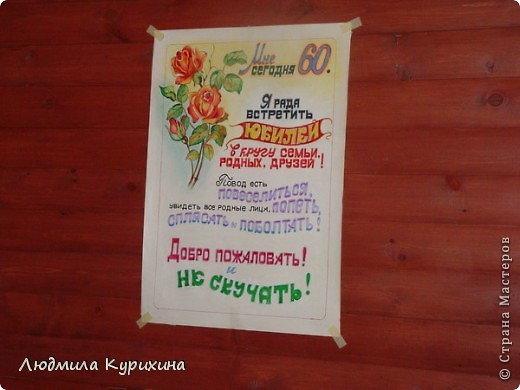 Мне
сегодня 60.
Я рада
встретить
ЮБИЛЕЙ
в кругу семьи,
родных, друзей!
Повод есть
повеселиться,
увидеть все родные лица, попеть,
сплясать и поболтать!
Добро пожаловать!
и
НЕ СКУЧАТЬ!
Людмила Курихина
© Страна Мастеров